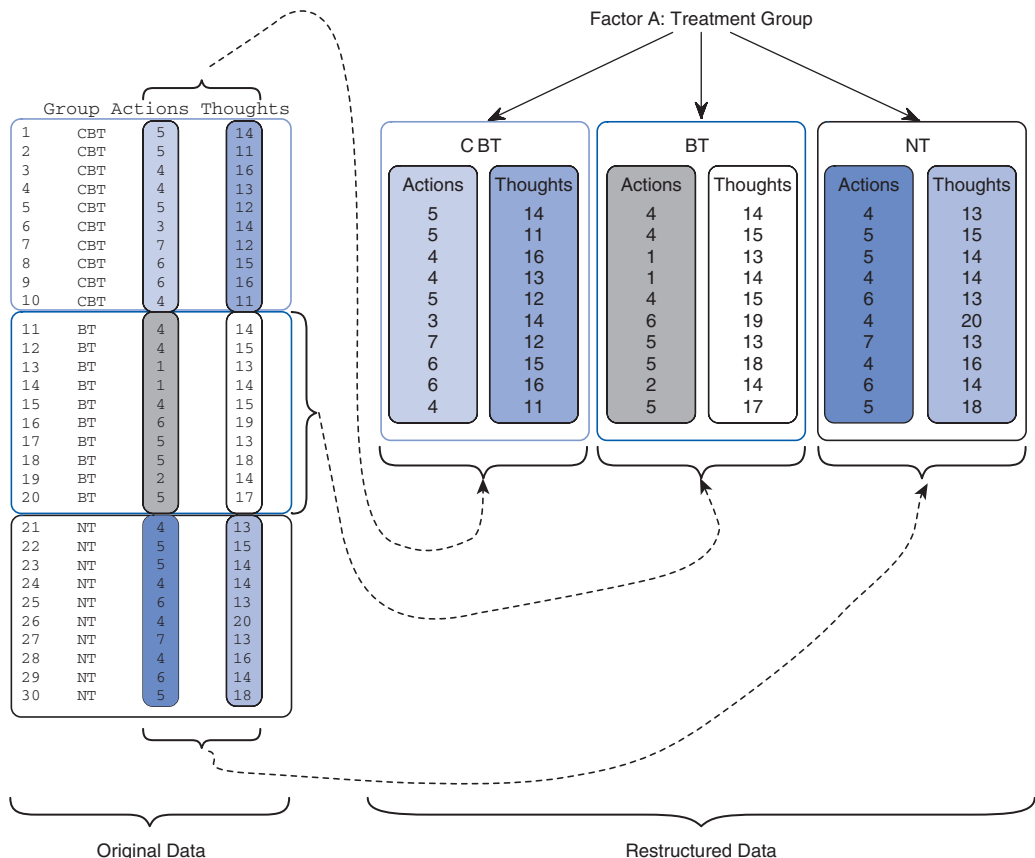 Factor A: Treatment Group
Group Actions Thoughts
1 CBT 5 14
2 CBT 5 11
3 CBT 4 16
4 CBT 4 13
5 CBT 5 12
6 CBT 3 14
7 CBT 7 12
8 CBT 6 15
9 CBT 6 16
10 CBT 4 11
11 BT 4 14
12 BT 4 15
13 BT 1 13
14 BT 1 14
15 BT 4 15
16 BT 6 19
17 BT 5 13
18 BT 5 18
19 BT 2 14
20 BT 5 17
21 NT 4 13
22 NT 5 15
23 NT 5 14
24 NT 4 14
25 NT 6 13
26 NT 4 20
27 NT 7 13
28 NT 4 16
29 NT 6 14
30 NT 5 18
Original Data
C BT BT NT
Actions Thoughts Actions Thoughts Actions Thoughts
5 14 4 14 4 13
5 11 4 15 5 15
4 16 1 13 5 14
4 13 1 14 4 14
5 12 4 15 6 13
3 14 6 19 4 20
7 12 5 13 7 13
6 15 5 18 4 16
6 16 2 14 6 14
4 11 5 17 5 18
Restructured Data